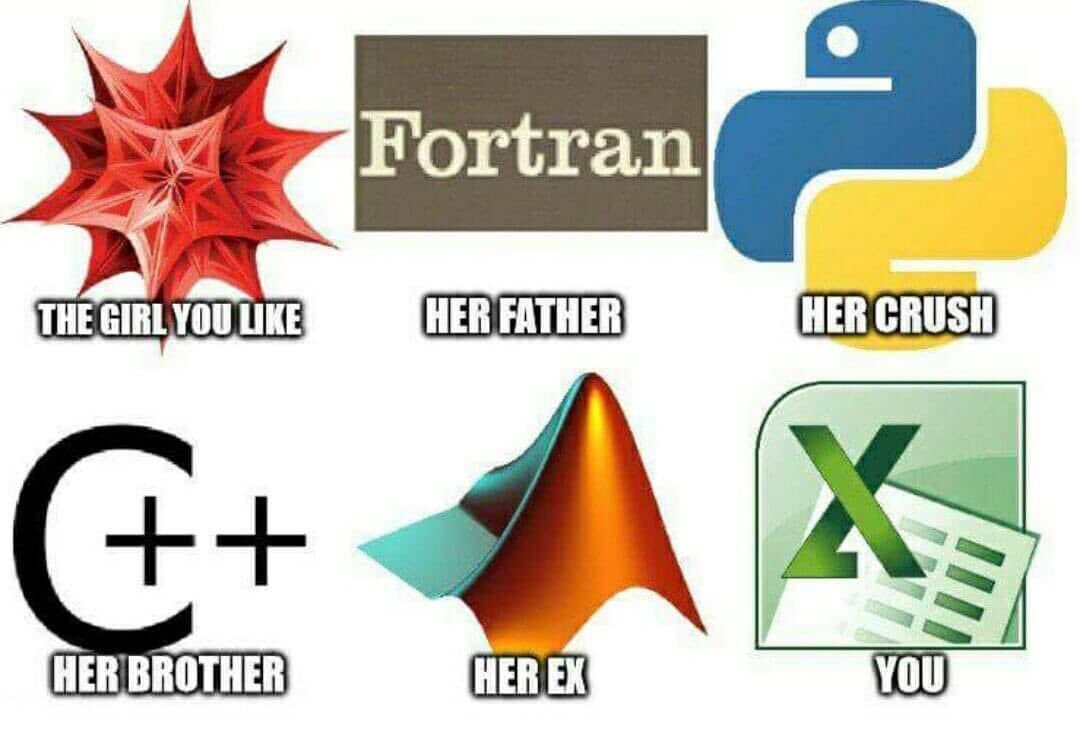 Fortran
THE GIRL YOU LIKE
HER FATHER
HER CRUSH
C++
X
HER BROTHER
HER EX
YOU